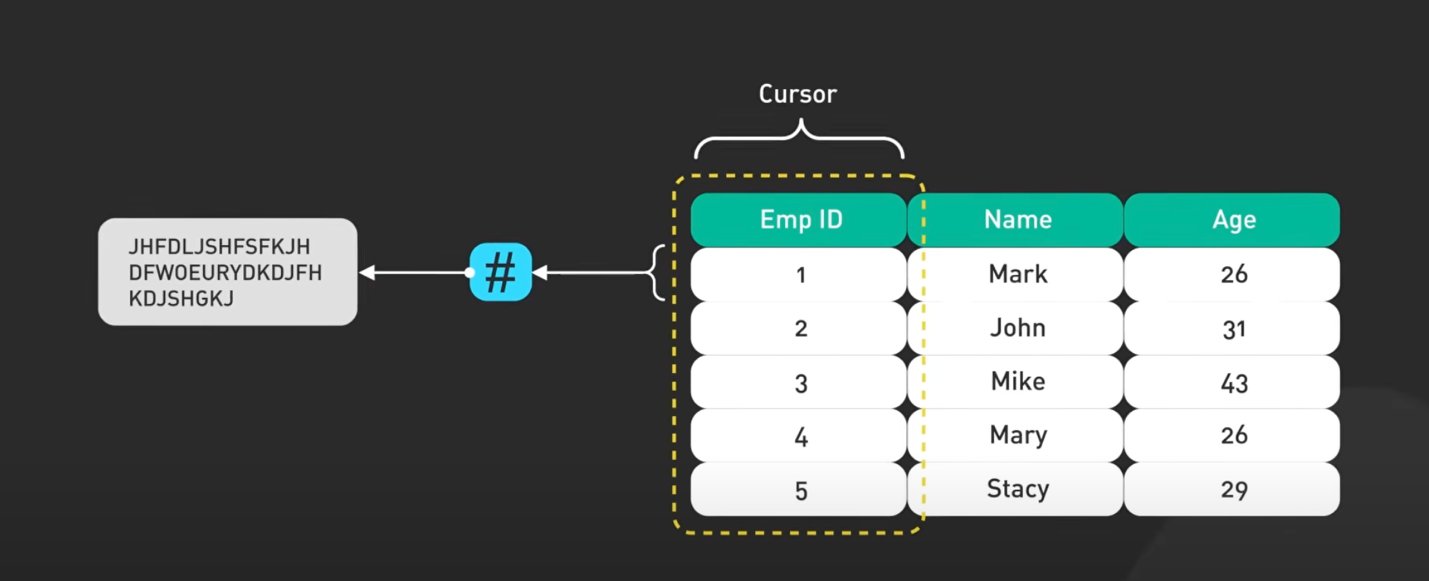 Cursor
Emp ID Name Age
JHFDLJSHFSFKJH
DFWOEURYDKDJFH
KDJSHGKJ
#
1 Mark 26
2 John 31
3 Mike 43
4 Mary 26
5 Stacy 29